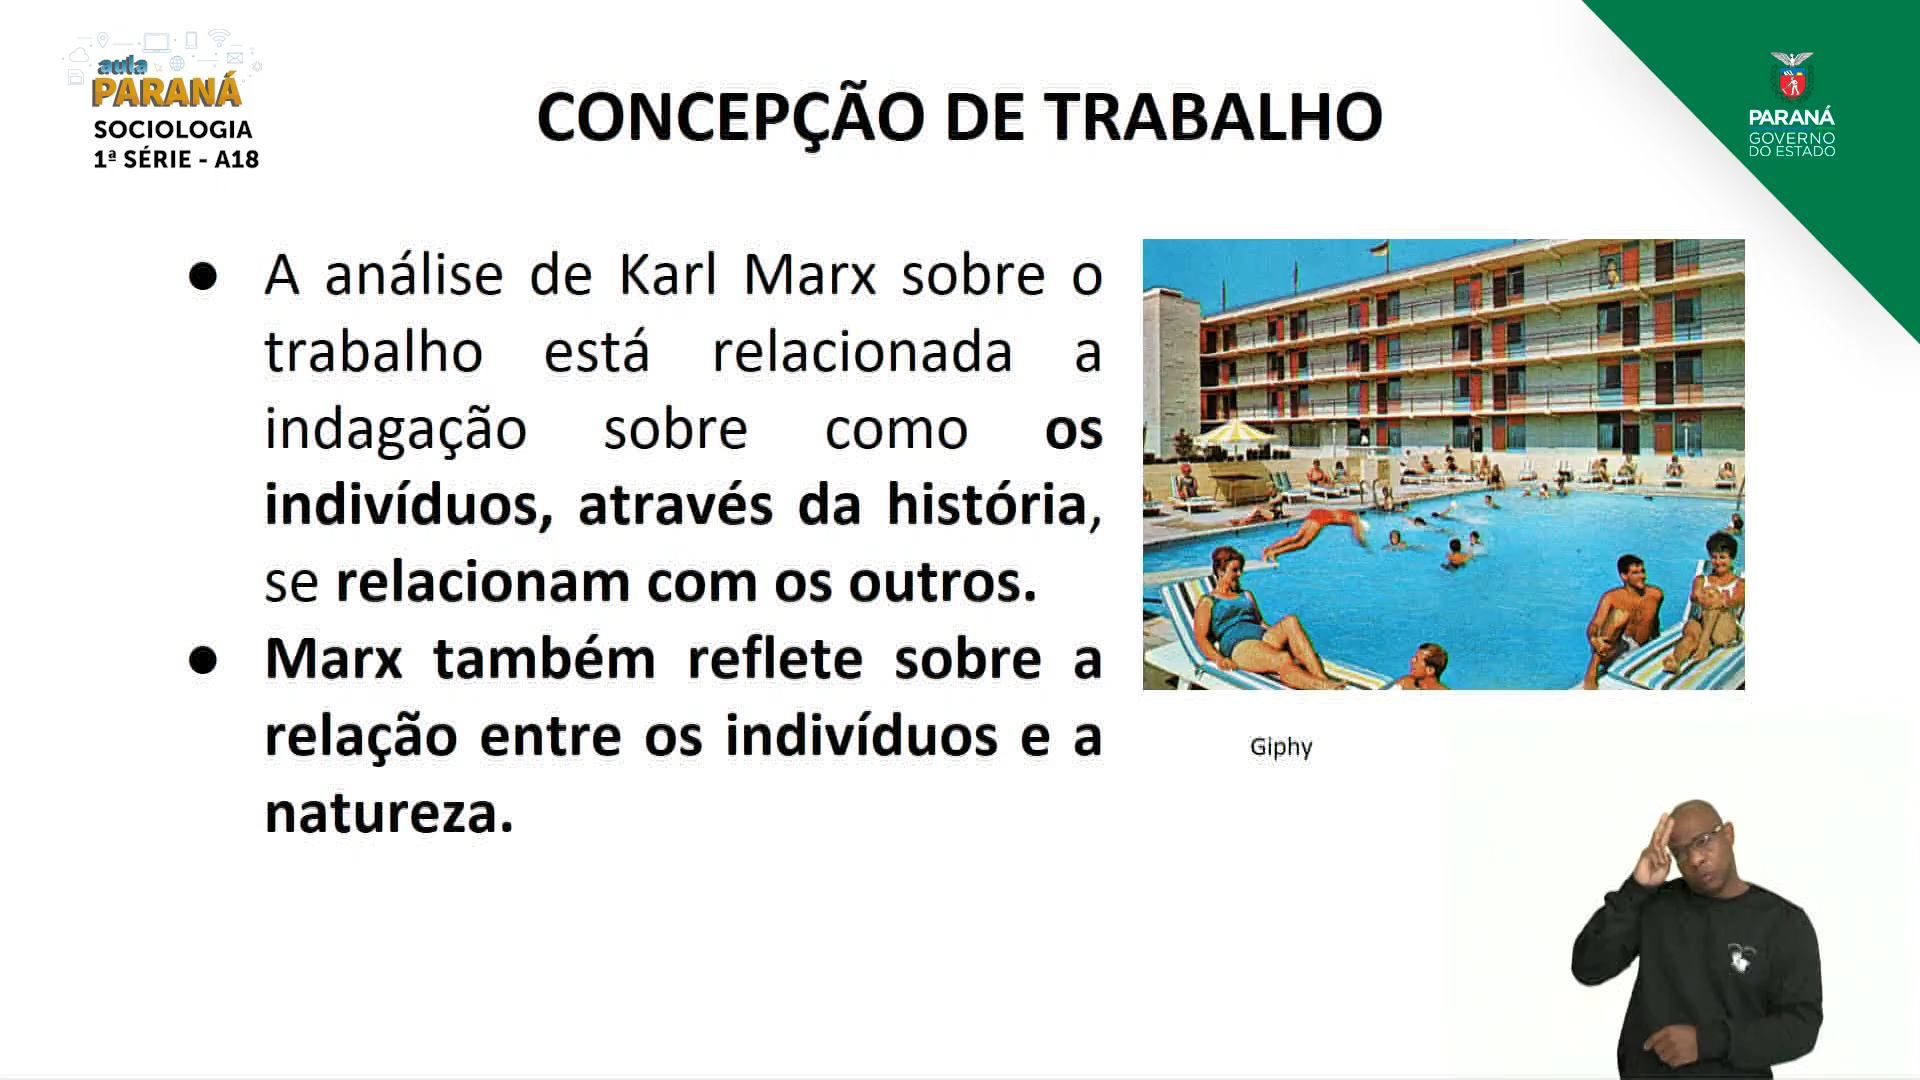 aula
PARANÁ
SOCIOLOGIA
1ª SÉRIE - A18
CONCEPÇÃO DE TRABALHO
PARANÁ
GOVERNO
DO ESTADO
● A análise de Karl Marx sobre o
trabalho está relacionada a
indagação sobre como os
indivíduos, através da história,
se relacionam com os outros.
● Marx também reflete sobre a
relação entre os indivíduos e a
natureza.
Giphy